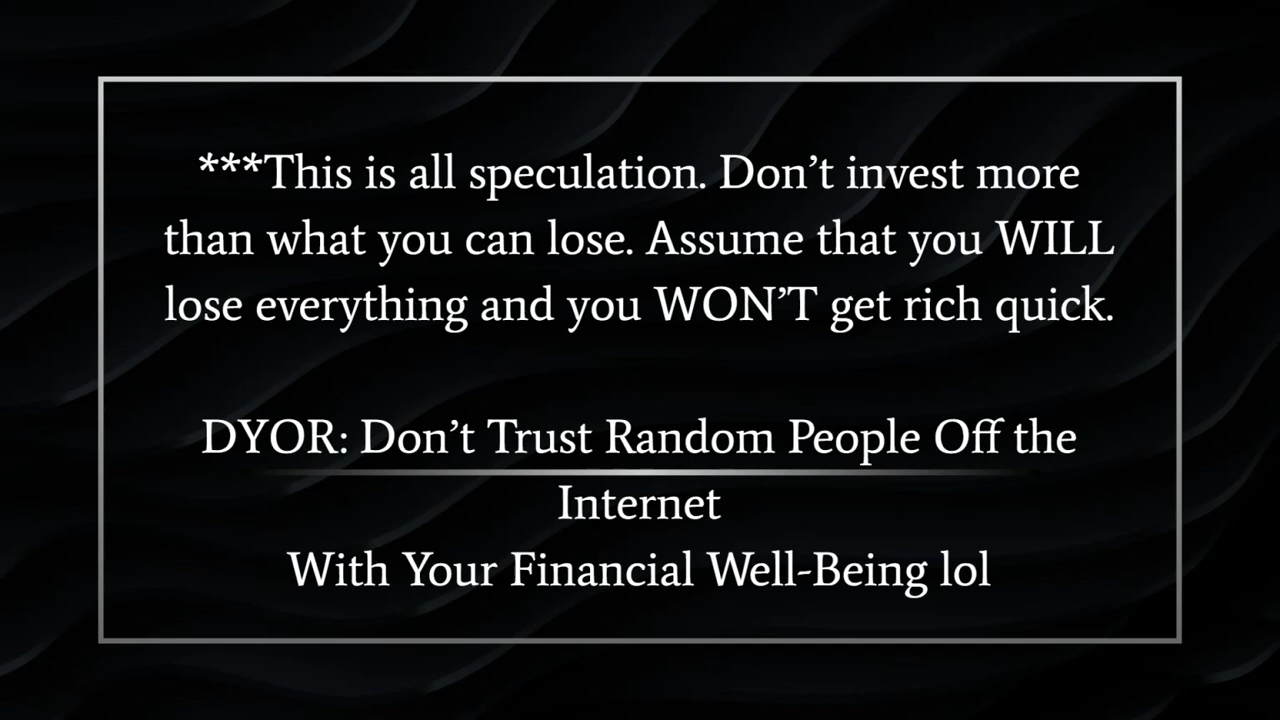 ***This is all speculation. Don’t invest more
than what you can lose. Assume that you WILL
lose everything and you WON’T get rich quick.
DYOR: Don’t Trust Random People Off the
Internet
With Your Financial Well-Being lol